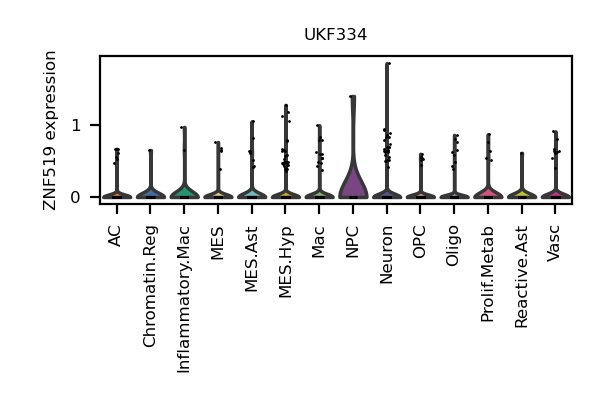 UKF334
ZNF519 expression
1
0
AC
Chromatin.Reg
Inflammatory.Mac
MES
MES.Ast
MES.Hyp
Mac
NPC
Neuron
OPC
Oligo
Prolif.Metab
Reactive.Ast
Vasc